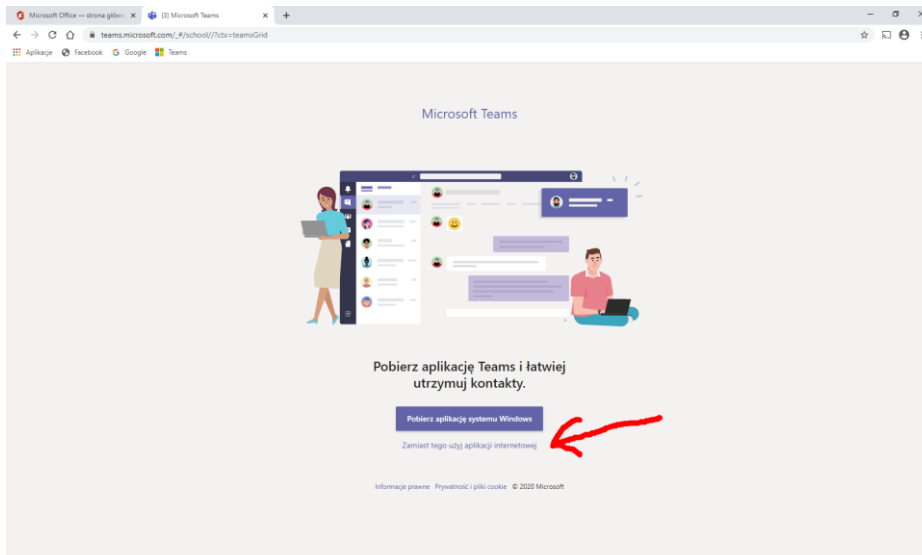 Microsoft Office — strona główn
(3) Microsoft Teams
teams.microsoft.com/_#/school//?ctx=teamsGrid
Aplikacje Facebook Google Teams
Microsoft Teams
Pobierz aplikację Teams i łatwiej
utrzymuj kontakty.
Pobierz aplikację systemu Windows
Zamiast tego użyj aplikacji internetowej
Informacje prawne Prywatność i pliki cookie © 2020 Microsoft